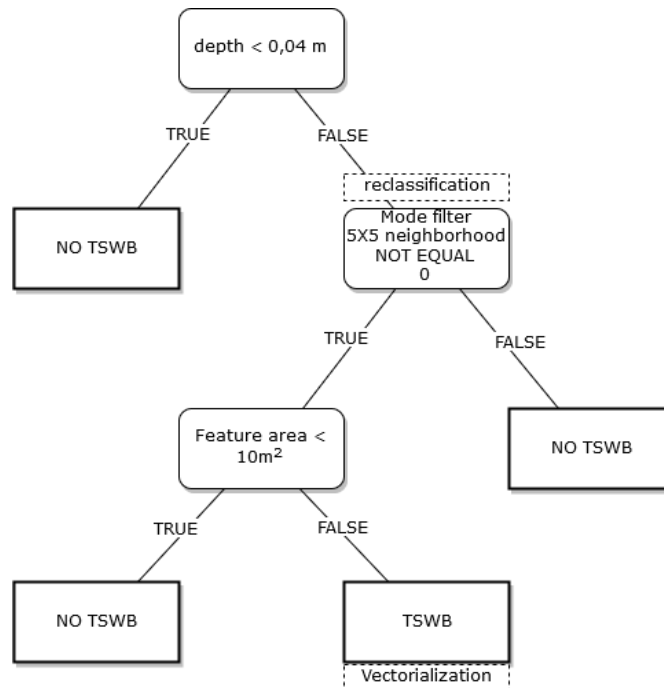 depth < 0,04 m
TRUE
FALSE
reclassification
NO TSWB
Mode filter
5X5 neighborhood
NOT EQUAL
0
TRUE
FALSE
Feature area <
10m²
NO TSWB
TRUE
FALSE
NO TSWB
TSWB
Vectorialization